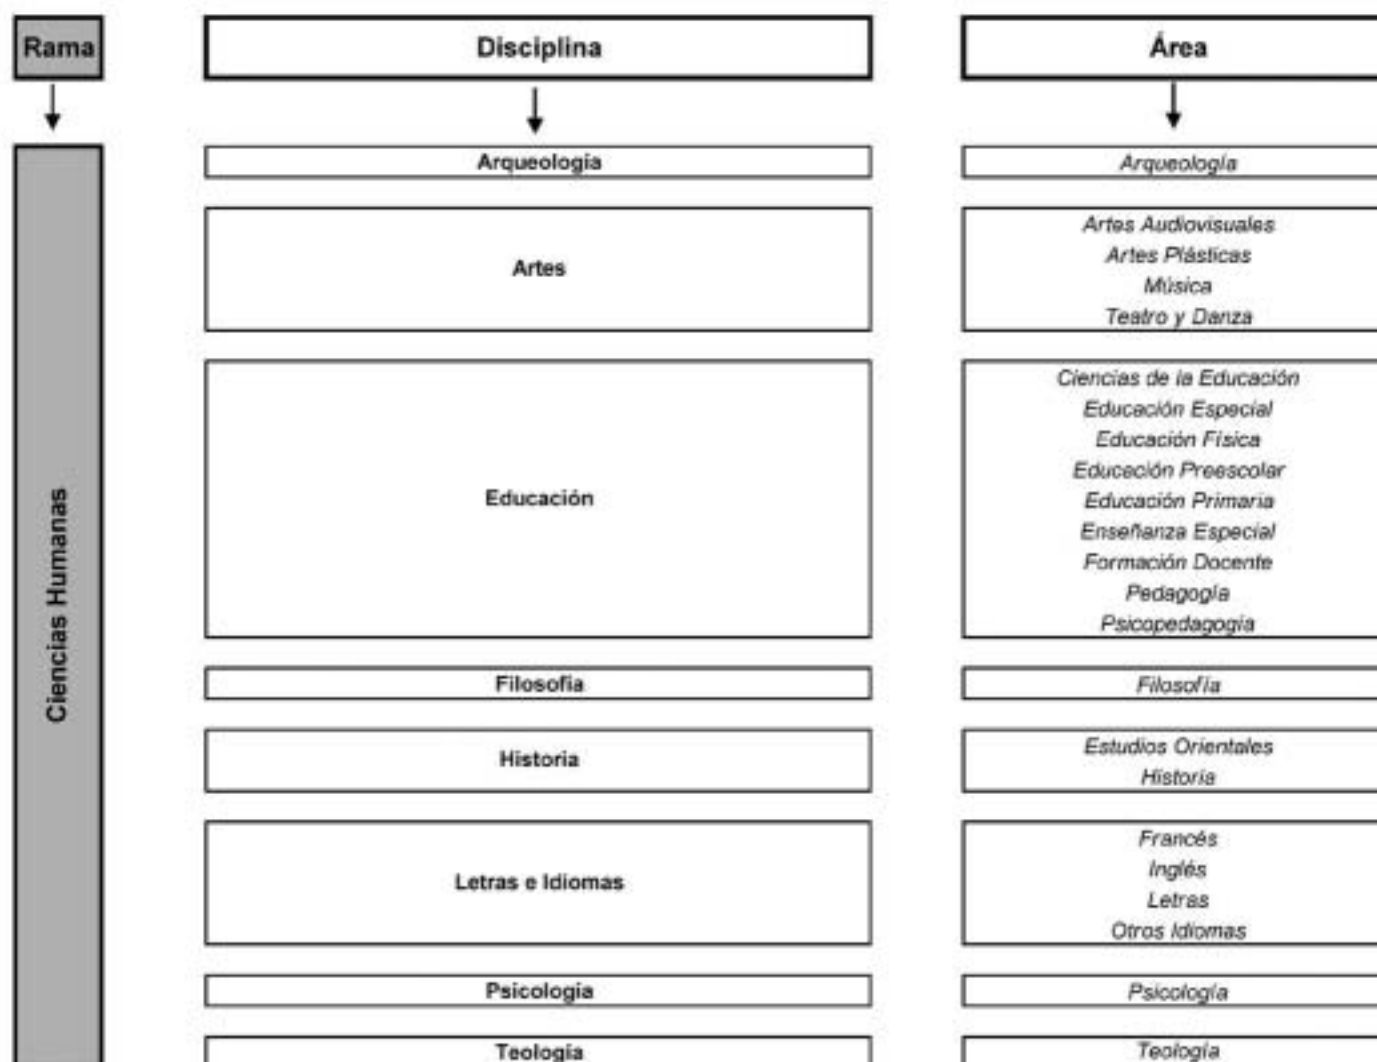 Rama
Disciplina
Área
Ciencias Humanas
Arqueología
Arqueología
Artes
Artes Audiovisuales
Artes Plásticas
Música
Teatro y Danza
Educación
Ciencias de la Educación
Educación Especial
Educación Física
Educación Preescolar
Educación Primaria
Enseñanza Especial
Formación Docente
Pedagogía
Psicopedagogía
Filosofía
Filosofía
Historia
Estudios Orientales
Historia
Letras e Idiomas
Francés
Inglés
Letras
Otros Idiomas
Psicología
Psicología
Teología
Teología